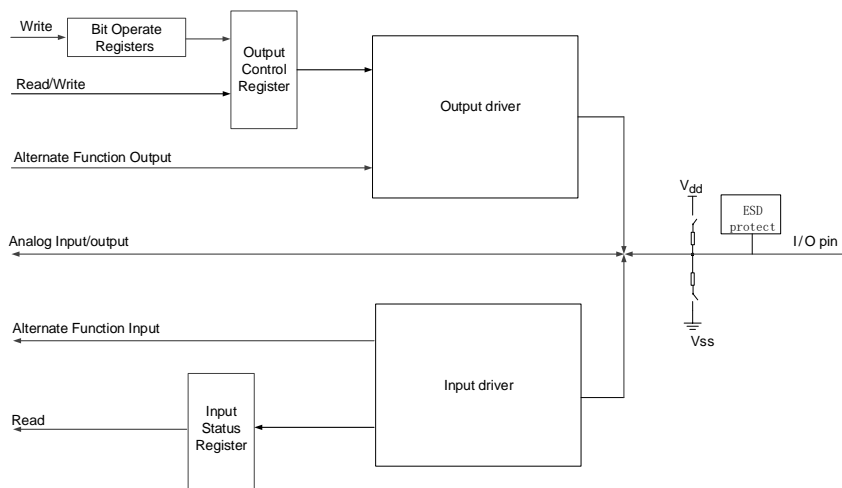 Write
Bit Operate
Registers
Output
Control
Register
Read/Write
Output driver
Alternate Function Output
Vdd
ESD
protect
Analog Input/output
I/O pin
Alternate Function Input
Vss
Input driver
Input
Status
Register
Read